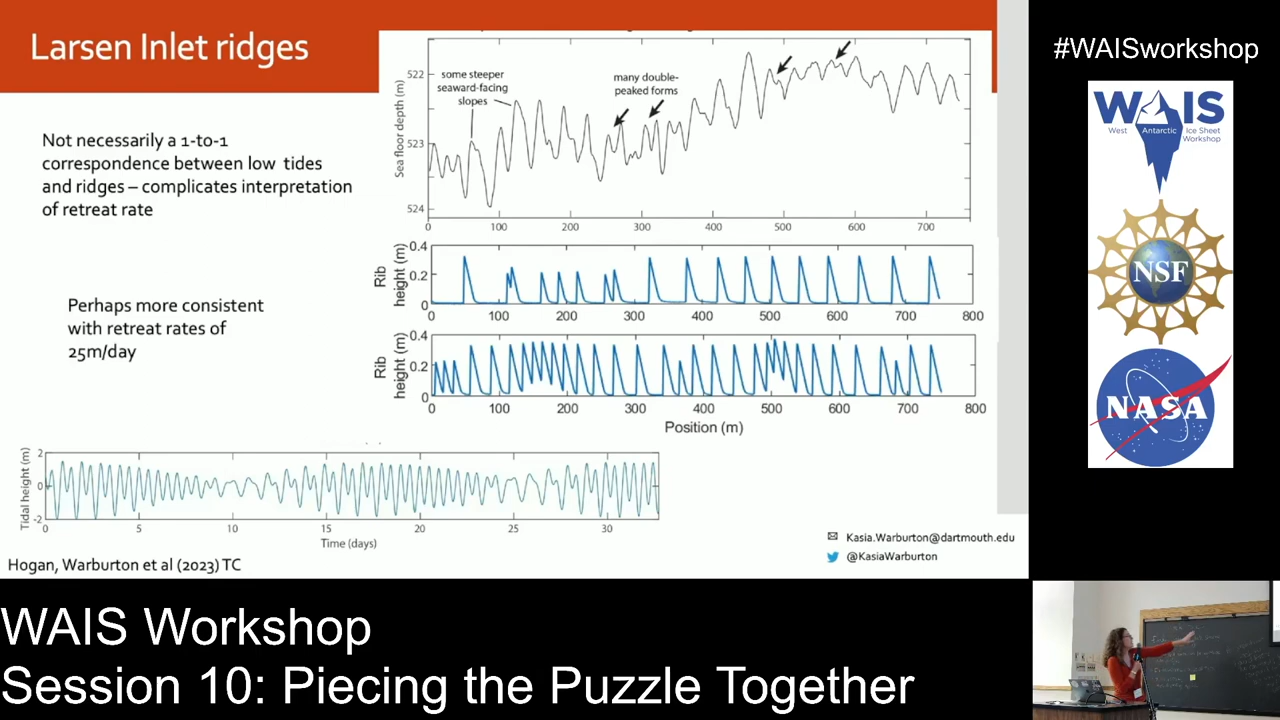 Larsen Inlet ridges
Not necessarily a 1-to-1
correspondence between low tides
and ridges – complicates interpretation
of retreat rate
Perhaps more consistent
with retreat rates of
25m/day
some steeper
seaward-facing
slopes
many double-
peaked forms
Sea floor depth (m)
522
523
524
0 100 200 300 400 500 600 700
Rib
height (m)
0.4
0.2
0
0 100 200 300 400 500 600 700 800
Rib
height (m)
0.4
0.2
0
0 100 200 300 400 500 600 700 800
Position (m)
Tidal height (m)
2
0
-2
0 5 10 15 20 25 30
Time (days)
Kasia.Warburton@dartmouth.edu
@KasiaWarburton
Hogan, Warburton et al (2023) TC
#WAISworkshop
WAIS
West Antarctic Ice Sheet
Workshop
NSF
NASA
WAIS Workshop
Session 10: Piecing the Puzzle Together